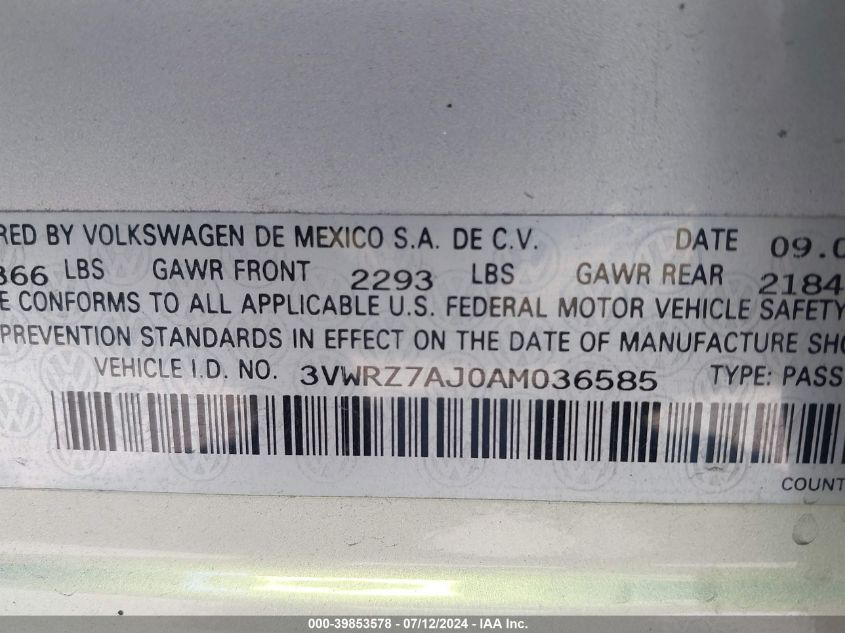 RED BY VOLKSWAGEN DE MEXICO S.A. DE C.V. DATE 09.0
366 LBS GAWR FRONT 2293 LBS GAWR REAR 2184
E CONFORMS TO ALL APPLICABLE U.S. FEDERAL MOTOR VEHICLE SAFETY
PREVENTION STANDARDS IN EFFECT ON THE DATE OF MANUFACTURE SHO
VEHICLE I.D. NO. 3VWRZ7AJ0AM036585 TYPE: PASS
COUNT
000-39853578 - 07/12/2024 - IAA Inc.